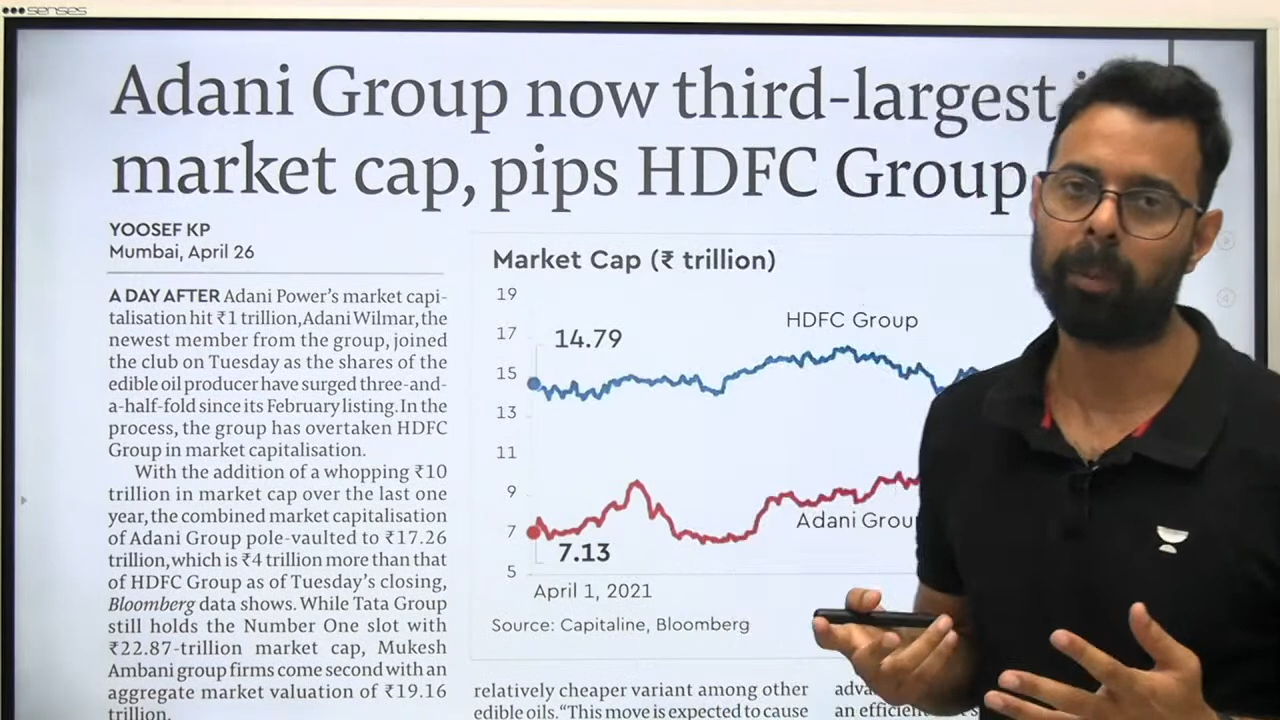 senses
Adani Group now third-largest
market cap, pips HDFC Group
YOOSEF KP
Mumbai, April 26
A DAY AFTER Adani Power's market capi-
talisation hit ₹1 trillion, Adani Wilmar, the
newest member from the group, joined
the club on Tuesday as the shares of the
edible oil producer have surged three-and-
a-half-fold since its February listing. In the
process, the group has overtaken HDFC
Group in market capitalisation.
With the addition of a whopping ₹10
trillion in market cap over the last one
year, the combined market capitalisation
of Adani Group pole-vaulted to ₹17.26
trillion, which is ₹4 trillion more than that
of HDFC Group as of Tuesday's closing,
Bloomberg data shows. While Tata Group
still holds the Number One slot with
₹22.87-trillion market cap, Mukesh
Ambani group firms come second with an
aggregate market valuation of ₹19.16
trillion.
Market Cap (₹ trillion)
19
17
15
13
11
9
7
5
14.79
HDFC Group
Adani Grou
7.13
April 1, 2021
Source: Capitaline, Bloomberg
relatively cheaper variant among other
edible oils. "This move is expected to cause
an efficient